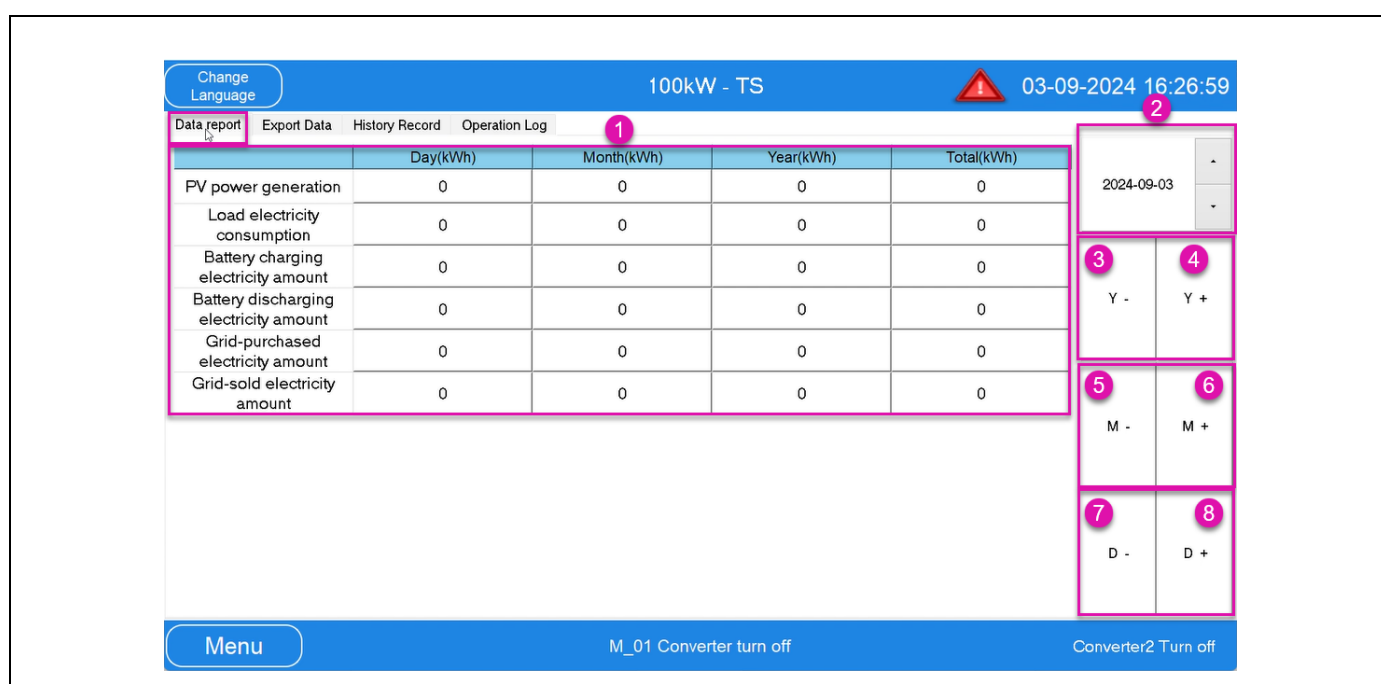 Change
Language
100kW - TS
03-09-2024 16:26:59
2
Data report Export Data History Record Operation Log
1
Day(kWh) Month(kWh) Year(kWh) Total(kWh)
PV power generation 0 0 0 0
Load electricity
consumption 0 0 0 0
Battery charging
electricity amount 0 0 0 0
Battery discharging
electricity amount 0 0 0 0
Grid-purchased
electricity amount 0 0 0 0
Grid-sold electricity
amount 0 0 0 0
2024-09-03
3 4
Y - Y +
5 6
M - M +
7 8
D - D +
Menu
M_01 Converter turn off
Converter2 Turn off